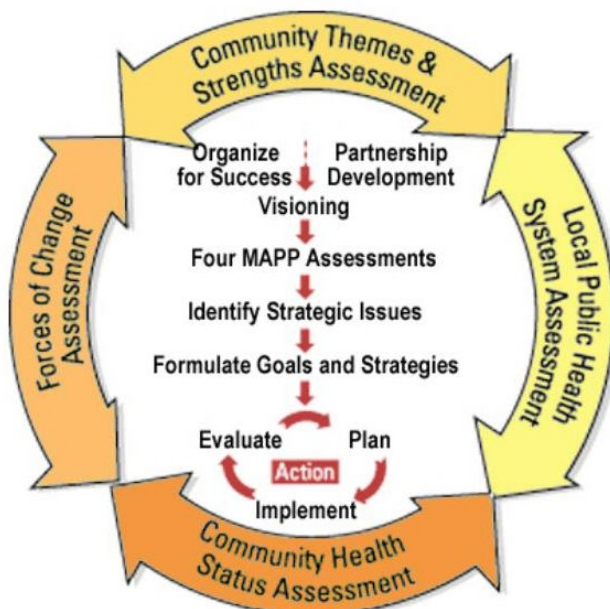 Community Themes &
Strengths Assessment
Organize
for Success
Partnership
Development
Visioning
Four MAPP Assessments
Identify Strategic Issues
Formulate Goals and Strategies
Evaluate
Plan
Action
Implement
Forces of Change
Assessment
Local Public Health
System Assessment
Community Health
Status Assessment